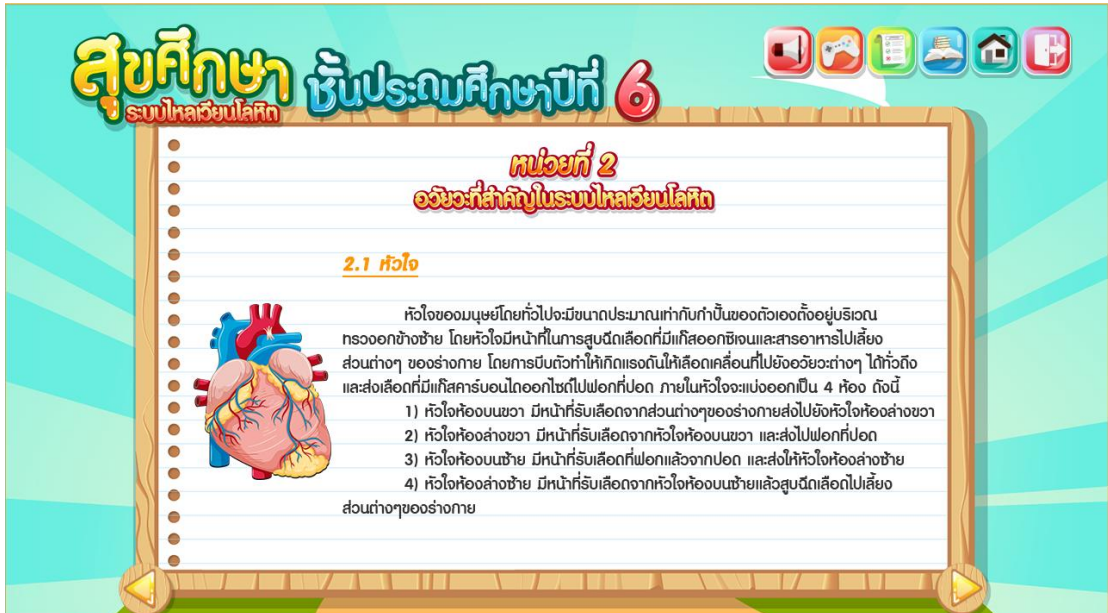 สุขศึกษา ชั้นประถมศึกษาปีที่ 6
ระบบไหลเวียนโลหิต
หน่วยที่ 2
อวัยวะที่สำคัญในระบบไหลเวียนโลหิต
2.1 หัวใจ
หัวใจของมนุษย์โดยทั่วไปจะมีขนาดประมาณเท่ากับกำปั้นของตัวเองตั้งอยู่บริเวณ
ทรวงอกข้างซ้าย โดยหัวใจมีหน้าที่ในการสูบฉีดเลือดที่มีแก๊สออกซิเจนและสารอาหารไปเลี้ยง
ส่วนต่างๆ ของร่างกาย โดยการบีบตัวทำให้เกิดแรงดันให้เลือดเคลื่อนที่ไปยังอวัยวะต่างๆ ได้ทั่วถึง
และส่งเลือดที่มีแก๊สคาร์บอนไดออกไซด์ไปฟอกที่ปอด ภายในหัวใจจะแบ่งออกเป็น 4 ห้อง ดังนี้
1) หัวใจห้องบนขวา มีหน้าที่รับเลือดจากส่วนต่างๆของร่างกายส่งไปยังหัวใจห้องล่างขวา
2) หัวใจห้องล่างขวา มีหน้าที่รับเลือดจากหัวใจห้องบนขวา และส่งไปฟอกที่ปอด
3) หัวใจห้องบนซ้าย มีหน้าที่รับเลือดที่ฟอกแล้วจากปอด และส่งให้หัวใจห้องล่างซ้าย
4) หัวใจห้องล่างซ้าย มีหน้าที่รับเลือดจากหัวใจห้องบนซ้ายแล้วสูบฉีดเลือดไปเลี้ยง
ส่วนต่างๆของร่างกาย